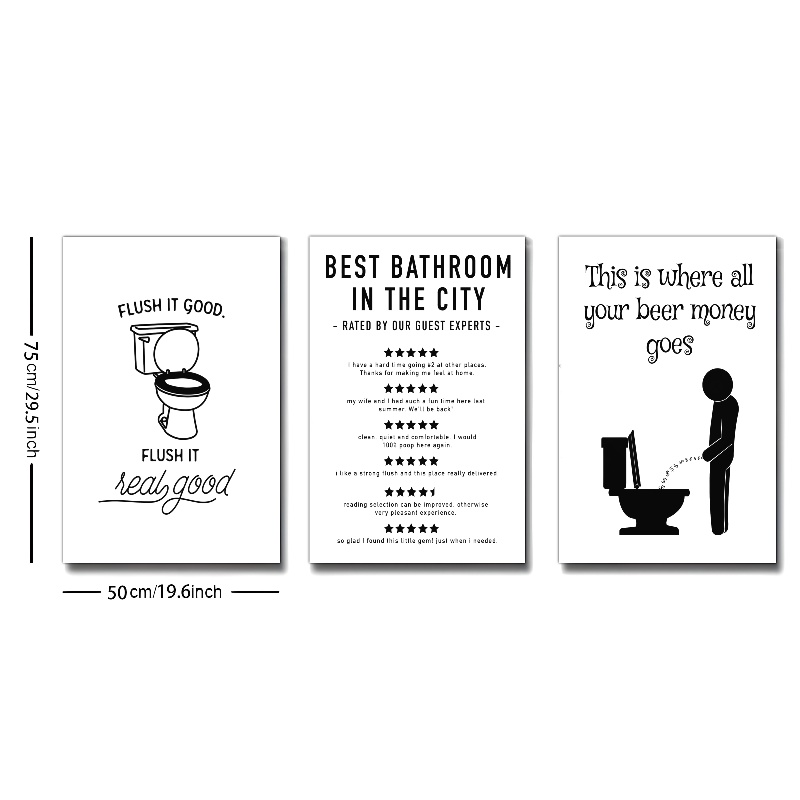 75cm/29.5inch
50cm/19.6inch
FLUSH IT GOOD.
FLUSH IT
real good
BEST BATHROOM
IN THE CITY
- RATED BY OUR GUEST EXPERTS -
i have a hard time going #2 at other places.
Thanks for making me feel at home.
my wife and I had such a fun time here last
summer. We'll be back!
clean, quiet and comfortable. I would
100% poop here again.
i like a strong flush and this place really delivered.
reading selection can be improved, otherwise
very pleasant experience.
so glad I found this little gem! just when i needed.
This is where all
your beer money
goes